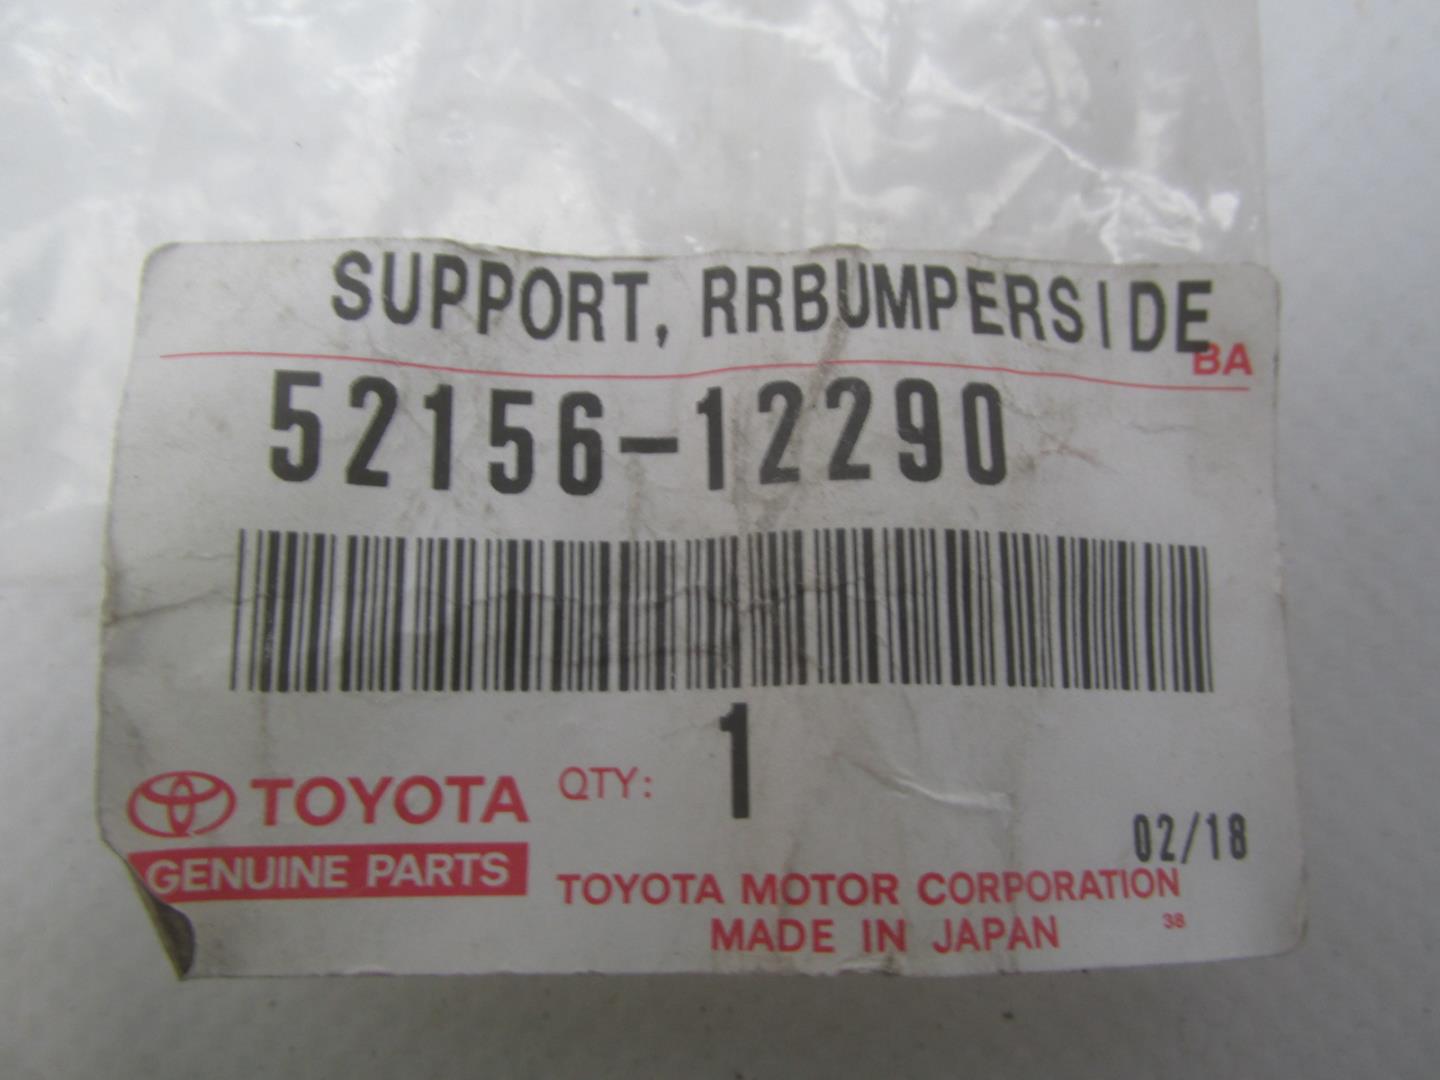 SUPPORT, RRBUMPERSIDE
BA
52156-12290
QTY: 1
TOYOTA
GENUINE PARTS
02/18
TOYOTA MOTOR CORPORATION
MADE IN JAPAN 38